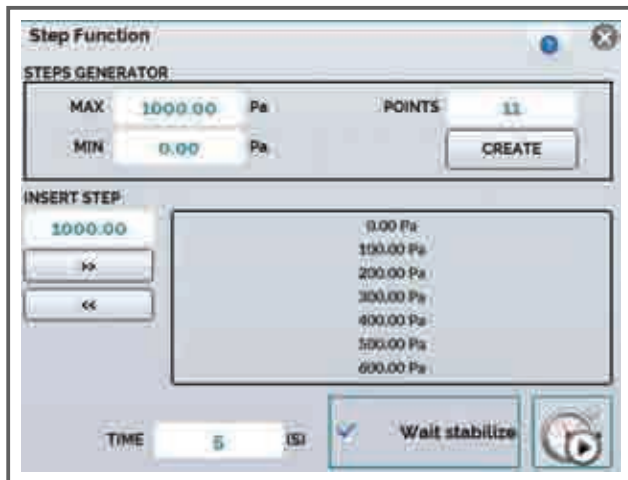 Step Function ?
STEPS GENERATOR
MAX 1000.00 Pa POINTS 11
MIN 0.00 Pa CREATE
INSERT STEP
1000.00
>>
<<
0.00 Pa
100.00 Pa
200.00 Pa
300.00 Pa
400.00 Pa
500.00 Pa
600.00 Pa
TIME 5 (S) Wait stabilize